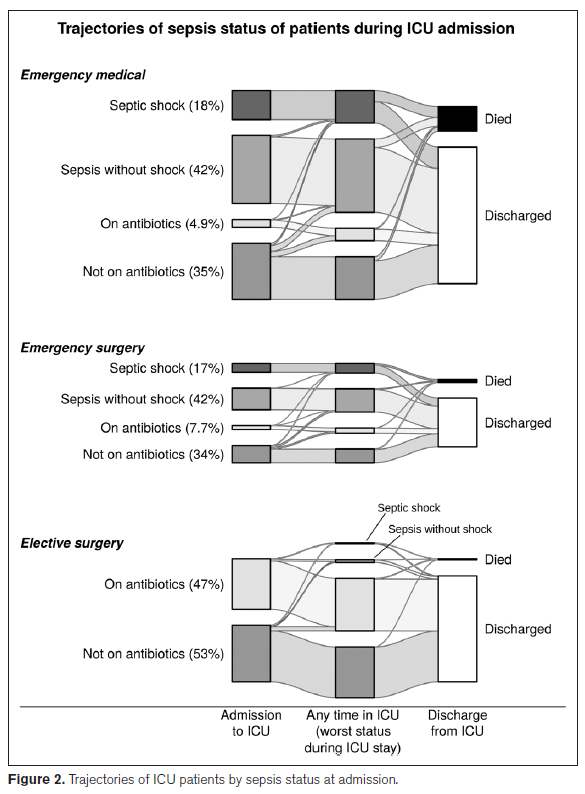 Trajectories of sepsis status of patients during ICU admission
Emergency medical
Septic shock (18%)
Sepsis without shock (42%)
On antibiotics (4.9%)
Not on antibiotics (35%)
Died
Discharged
Emergency surgery
Septic shock (17%)
Sepsis without shock (42%)
On antibiotics (7.7%)
Not on antibiotics (34%)
Died
Discharged
Elective surgery
Septic shock
Sepsis without shock
On antibiotics (47%)
Not on antibiotics (53%)
Died
Discharged
Admission
to ICU
Any time in ICU
(worst status
during ICU stay)
Discharge
from ICU
Figure 2. Trajectories of ICU patients by sepsis status at admission.